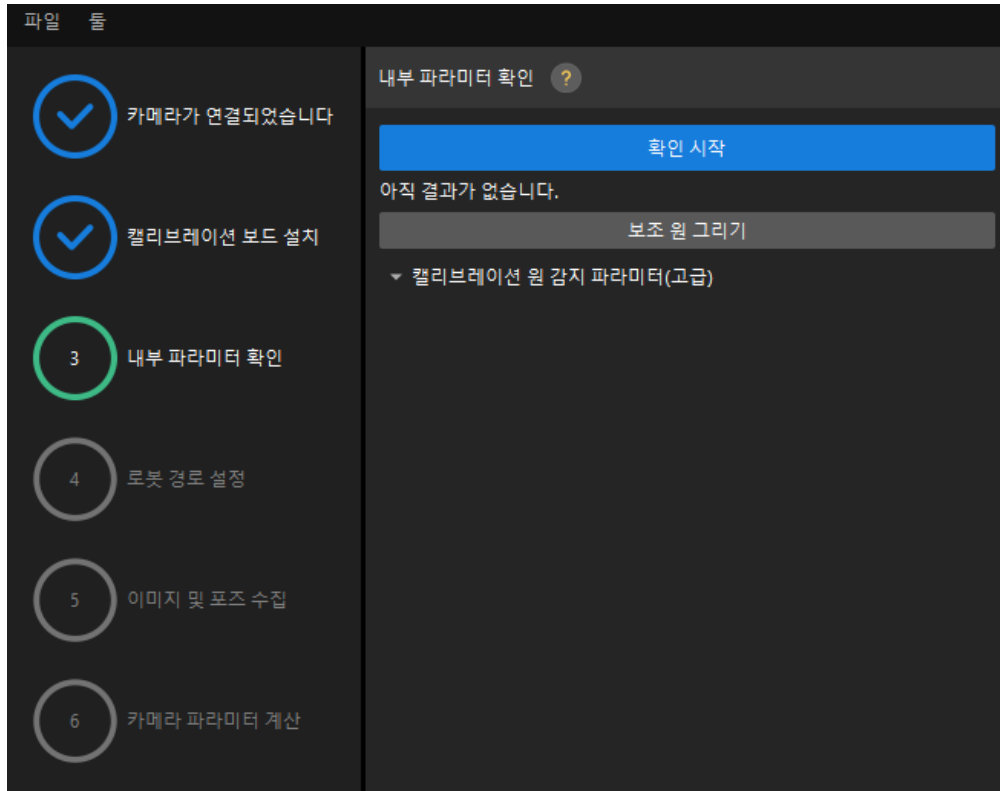 파일 툴
카메라가 연결되었습니다
캘리브레이션 보드 설치
3 내부 파라미터 확인
4 로봇 경로 설정
5 이미지 및 포즈 수집
6 카메라 파라미터 계산
내부 파라미터 확인 ?
확인 시작
아직 결과가 없습니다.
보조 원 그리기
캘리브레이션 원 감지 파라미터(고급)